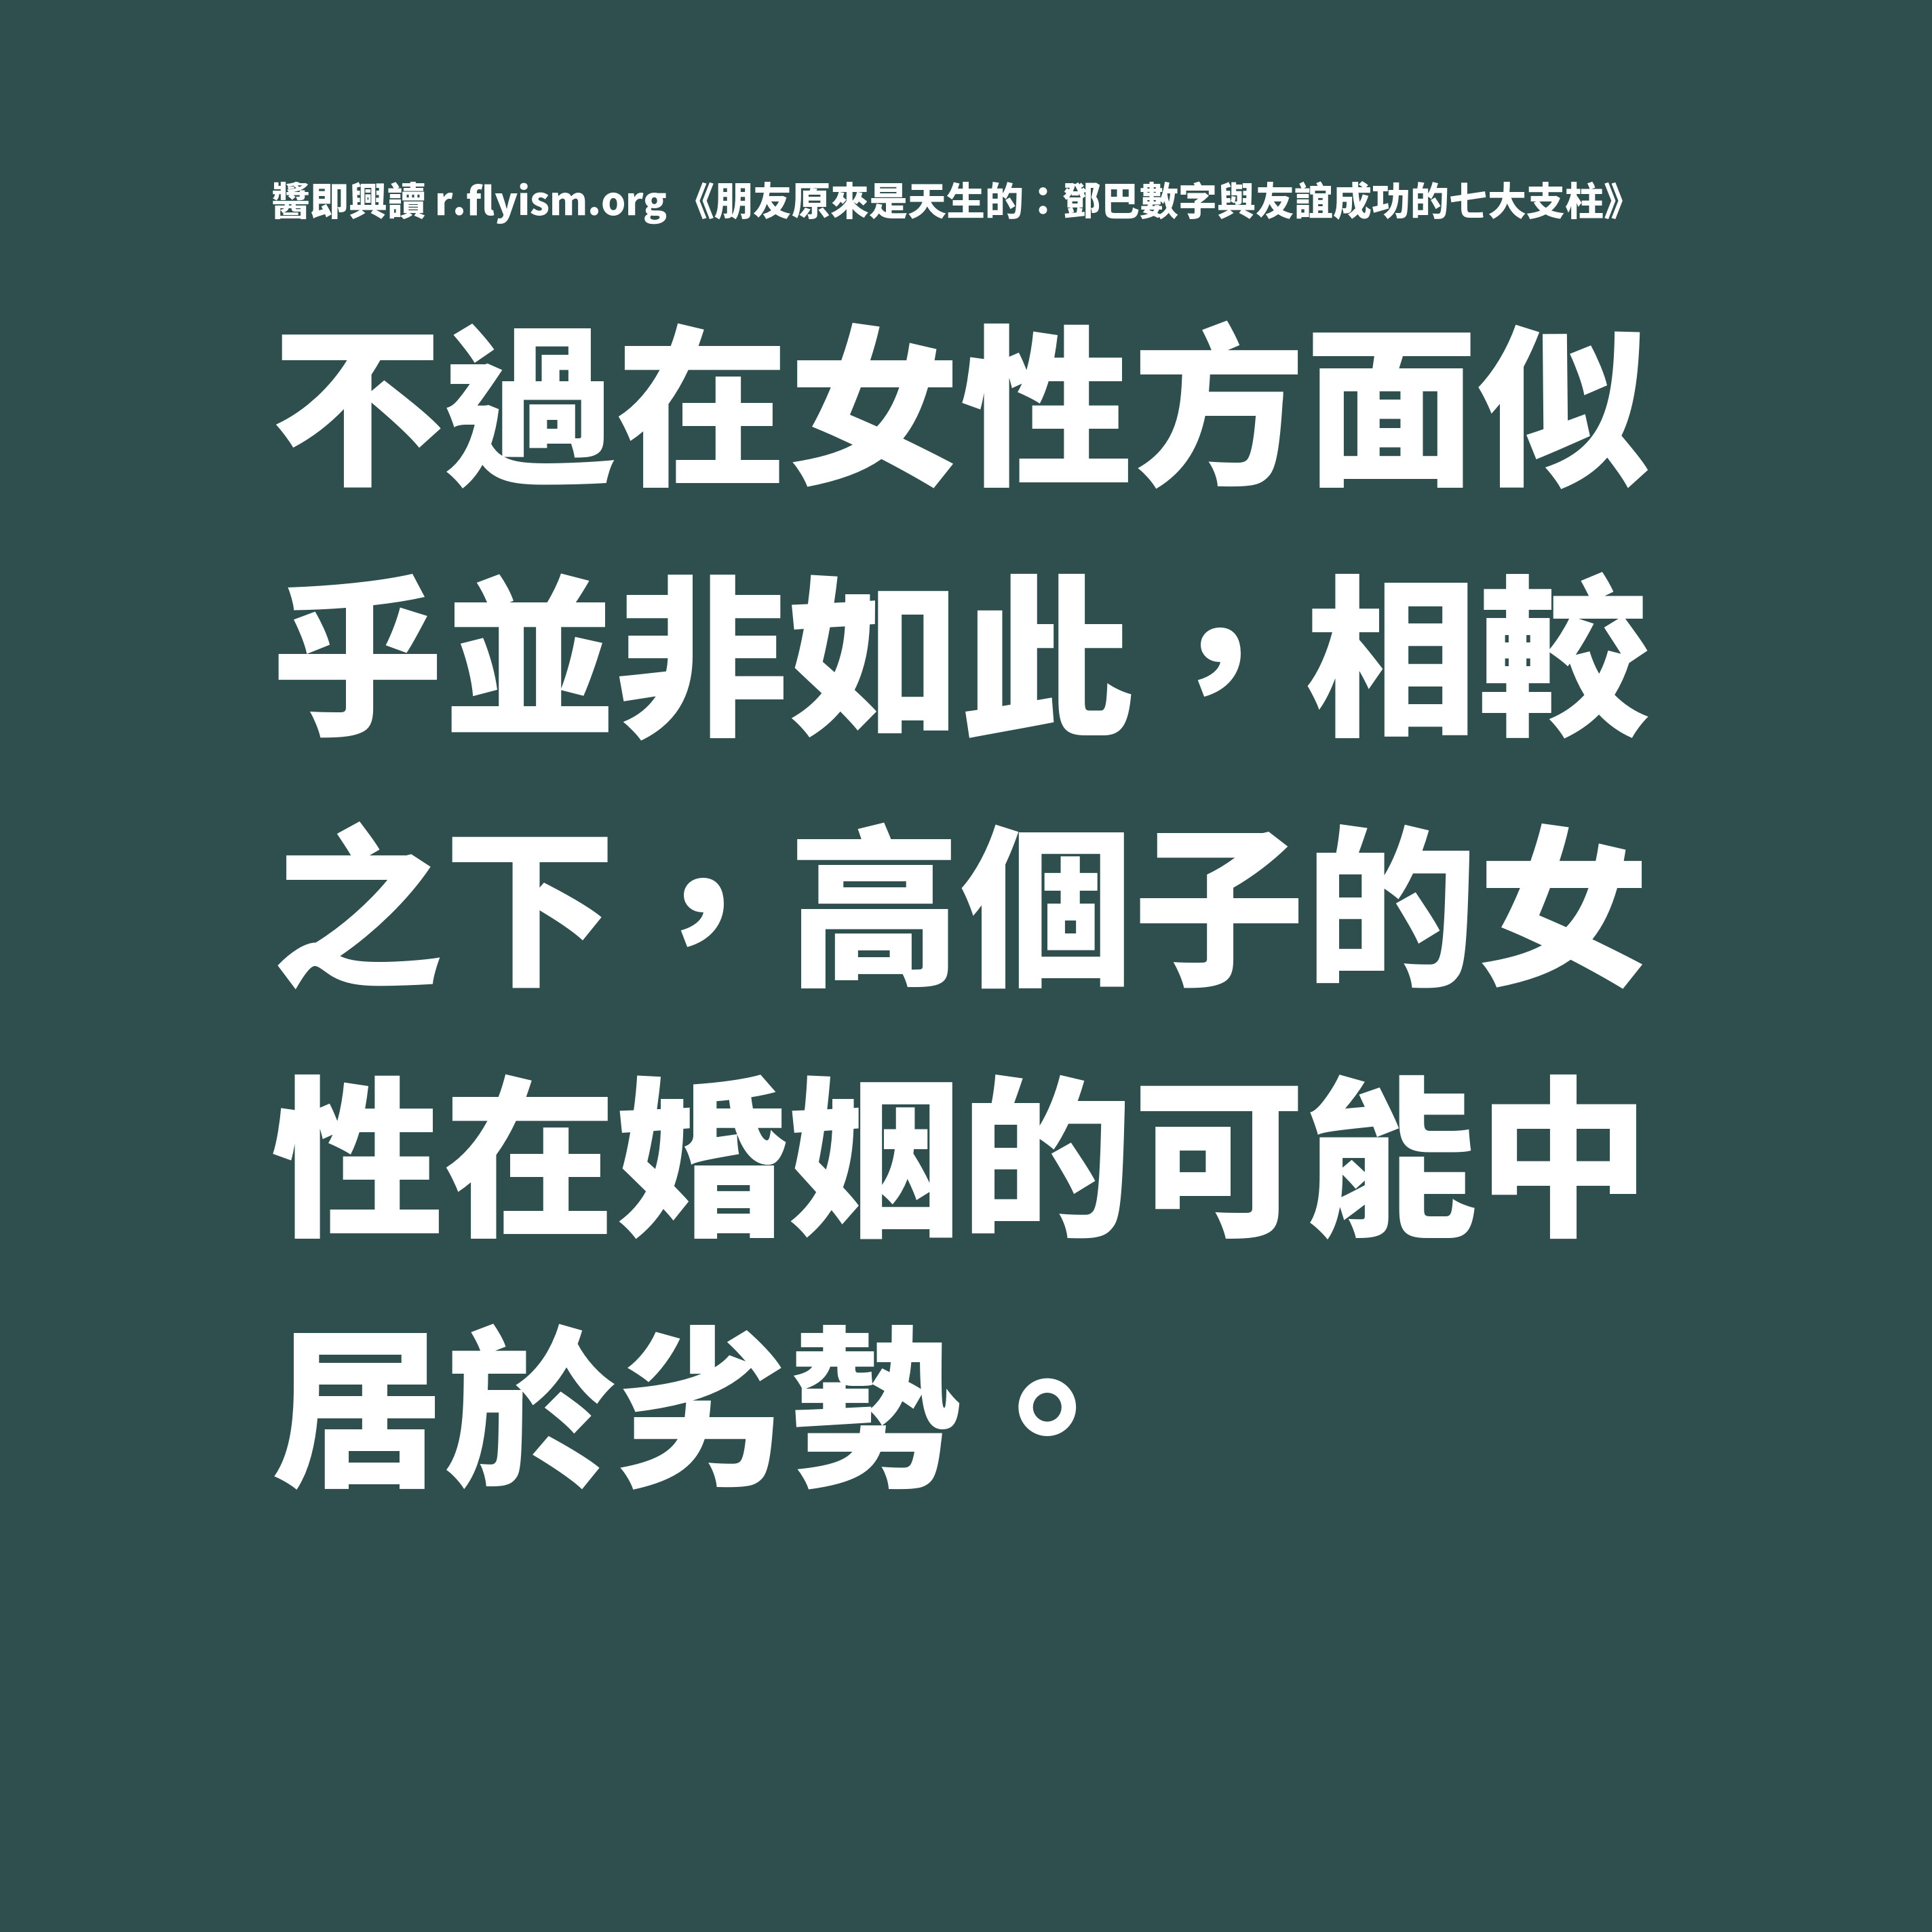 響即眼書 r.flyism.org《朋友原來是天生的：鄧巴數字與友誼成功的七大支柱》
不過在女性方面似
乎並非如此，相較
之下，高個子的女
性在婚姻的可能中
居於劣勢。